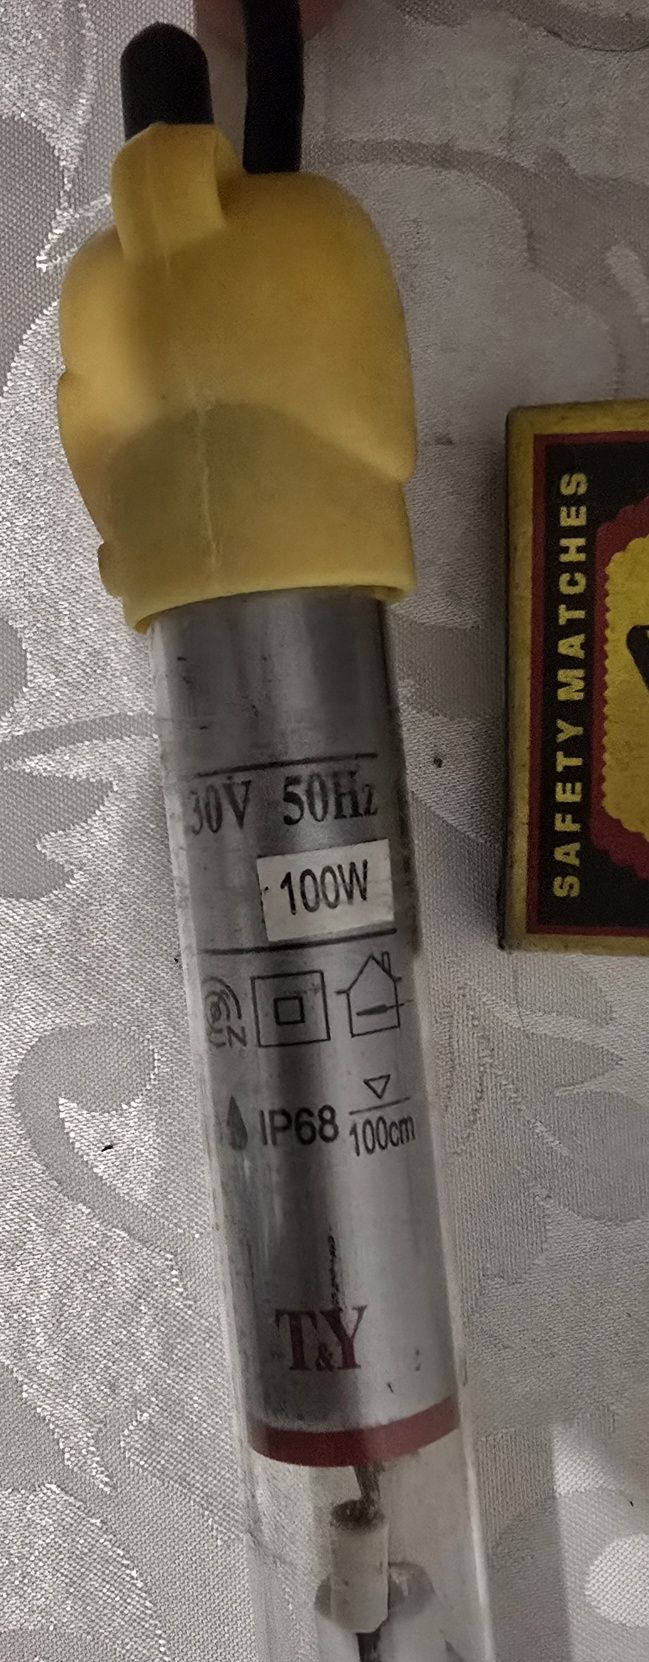 30V 50Hz
100W
IP68
100cm
T&Y
SAFETY MATCHES